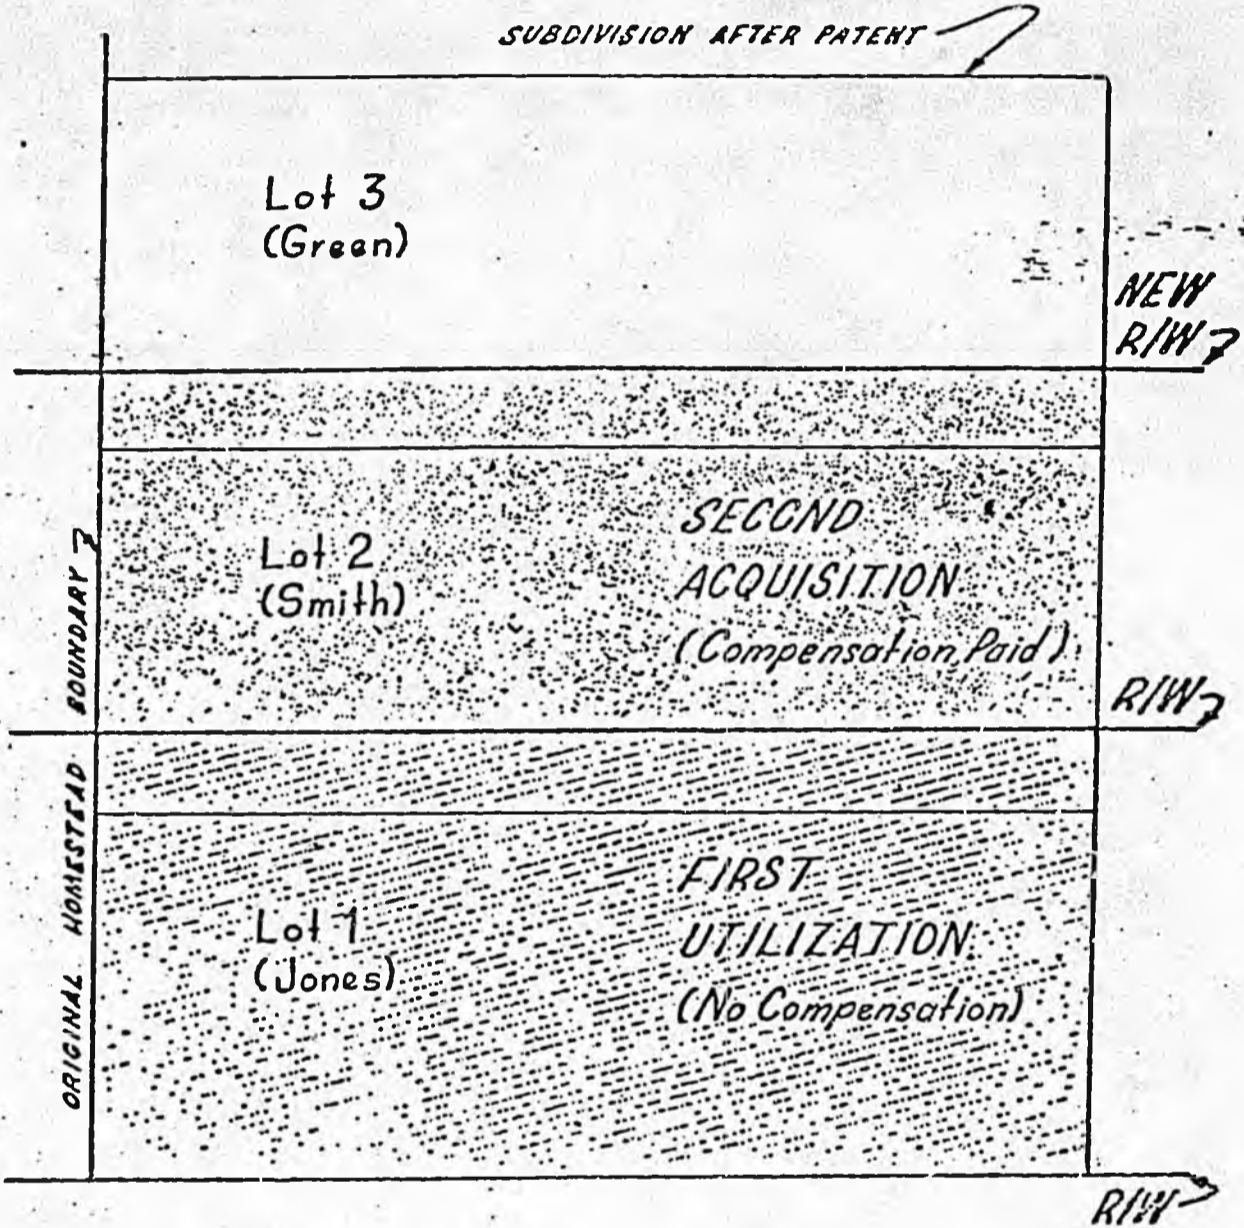 SUBDIVISION AFTER PATENT
Lot 3
(Green)
NEW
R/W
Lot 2
(Smith)
SECOND
ACQUISITION
(Compensation Paid)
R/W
ORIGINAL HOMESTEAD BOUNDARY
Lot 1
(Jones)
FIRST
UTILIZATION
(No Compensation)
R/W